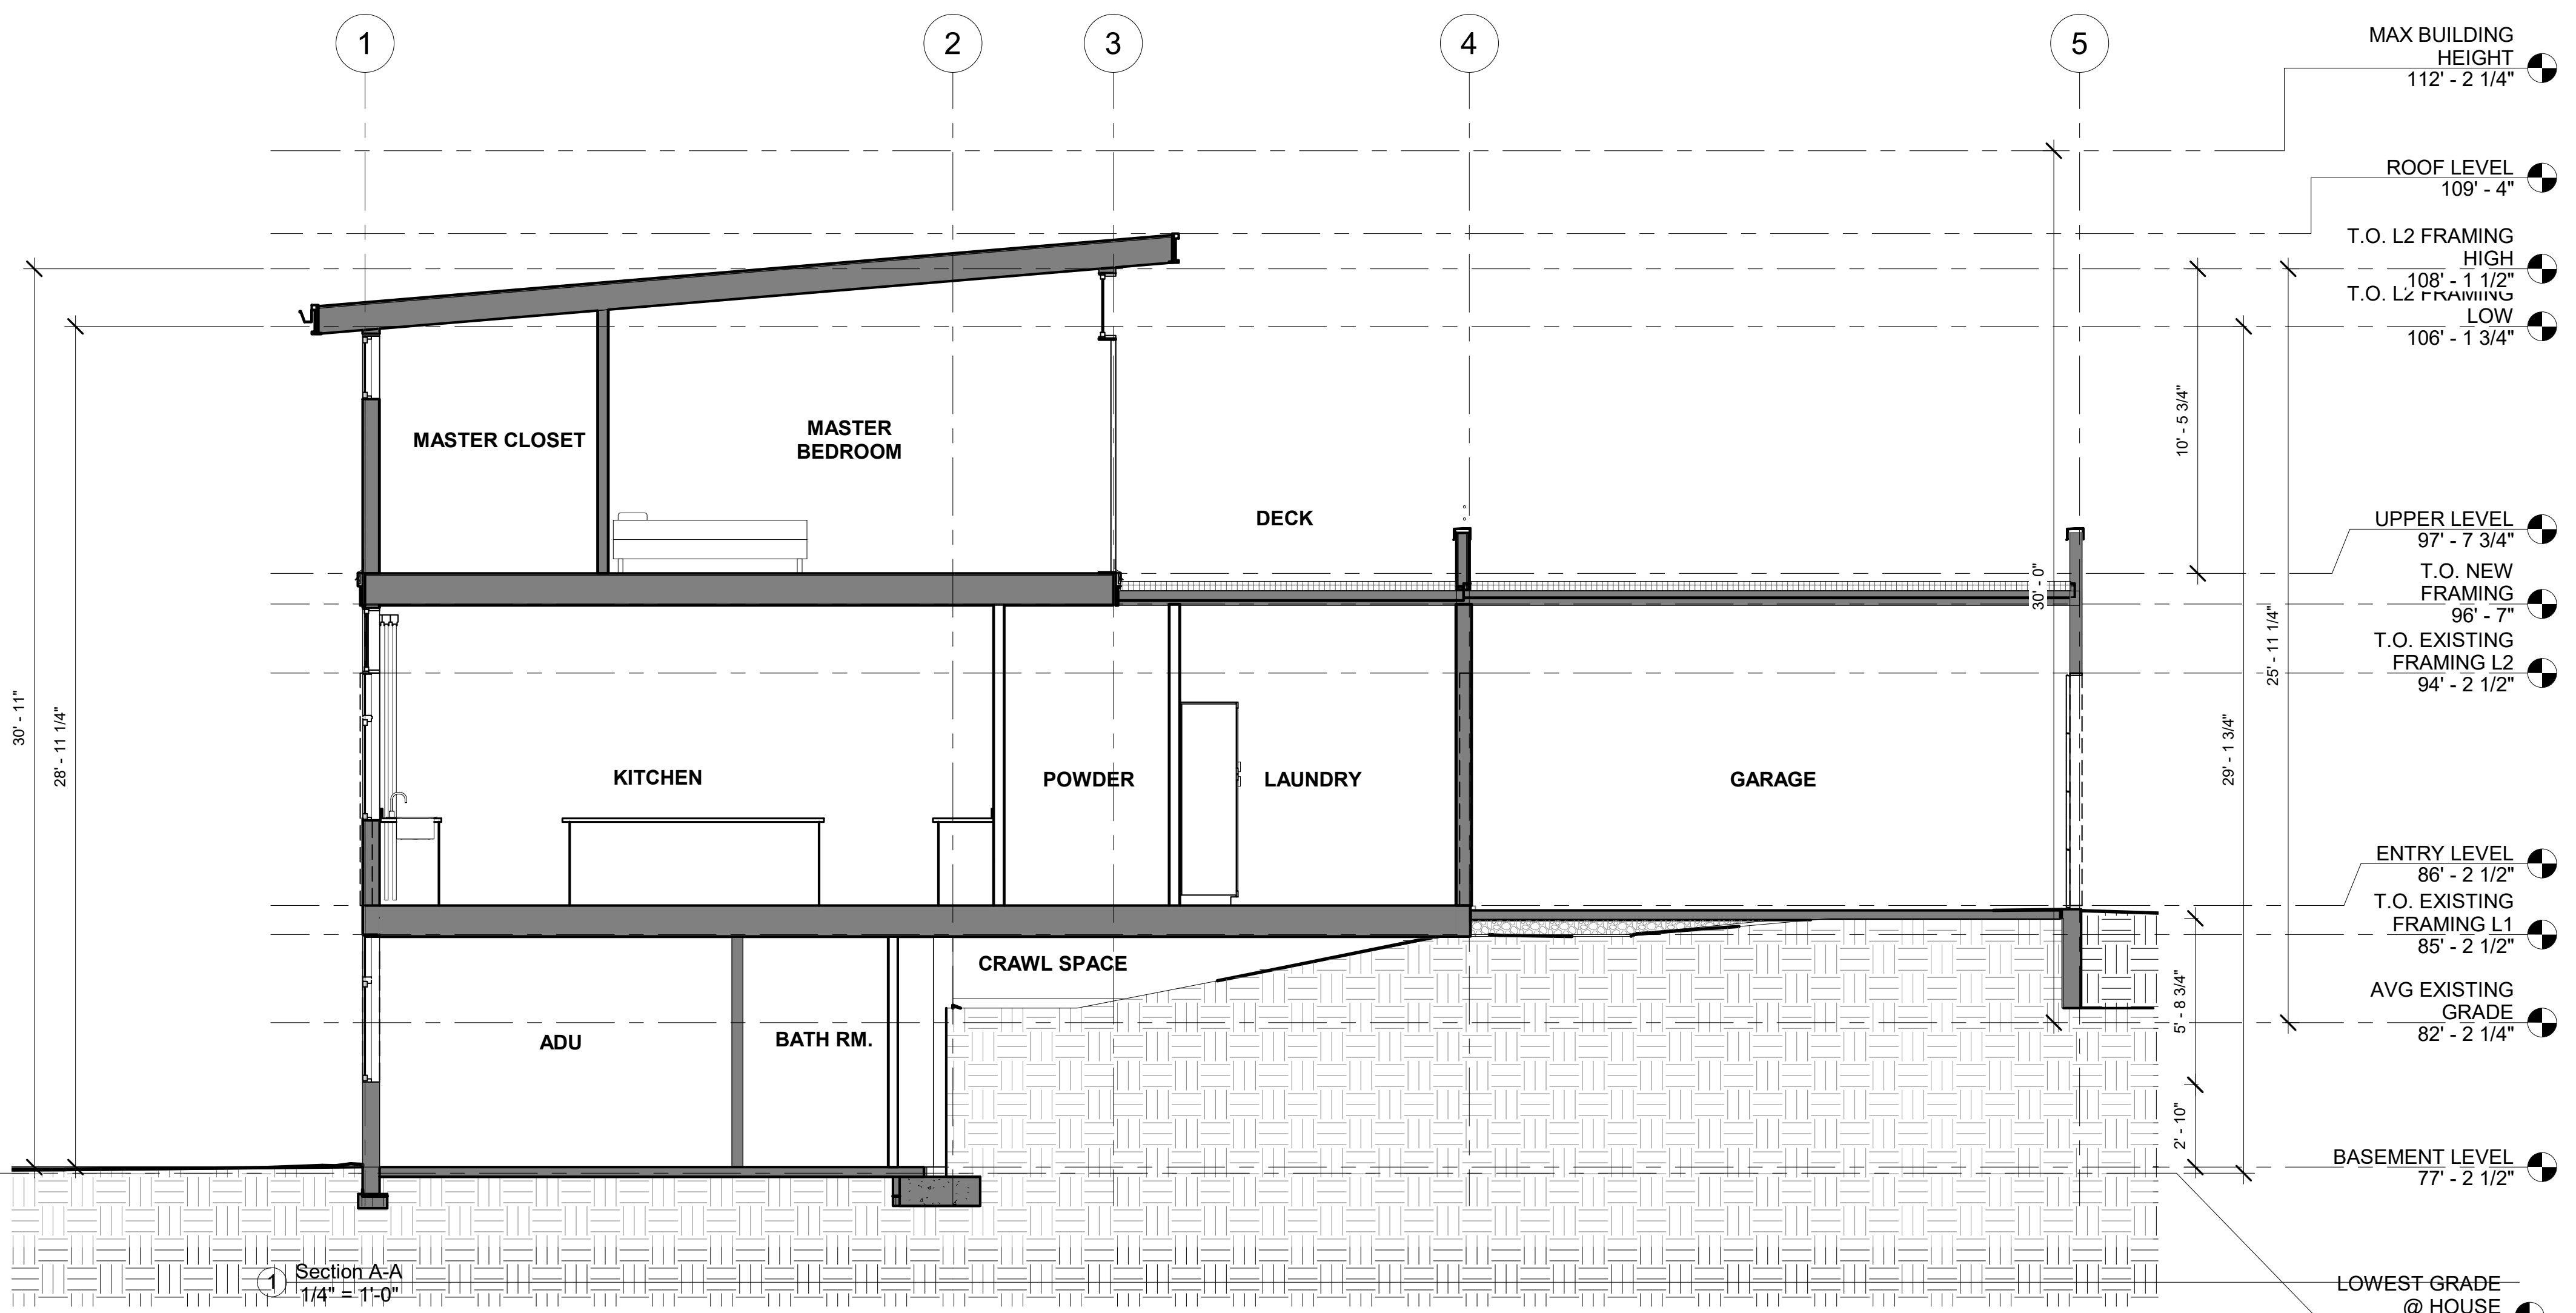 1
2
3
4
5
MAX BUILDING
HEIGHT
112' - 2 1/4"
ROOF LEVEL
109' - 4"
T.O. L2 FRAMING
HIGH
108' - 1 1/2"
T.O. L2 FRAMING
LOW
106' - 1 3/4"
UPPER LEVEL
97' - 7 3/4"
T.O. NEW
FRAMING
96' - 7"
T.O. EXISTING
FRAMING L2
94' - 2 1/2"
ENTRY LEVEL
86' - 2 1/2"
T.O. EXISTING
FRAMING L1
85' - 2 1/2"
AVG EXISTING
GRADE
82' - 2 1/4"
BASEMENT LEVEL
77' - 2 1/2"
LOWEST GRADE
@ HOUSE
30' - 11"
28' - 11 1/4"
10' - 5 3/4"
30' - 0"
25' - 11 1/4"
29' - 1 3/4"
5' - 8 3/4"
2' - 10"
MASTER CLOSET
MASTER
BEDROOM
DECK
KITCHEN
POWDER
LAUNDRY
GARAGE
CRAWL SPACE
ADU
BATH RM.
1
Section A-A
1/4" = 1'-0"